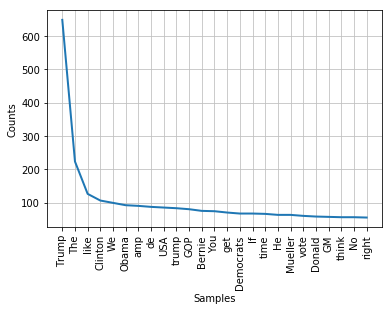 600
500
400
300
200
100
Counts
Trump
The
like
Clinton
We
Obama
amp
de
USA
trump
GOP
Bernie
You
get
Democrats
If
time
He
Mueller
vote
Donald
GM
think
No
right
Samples